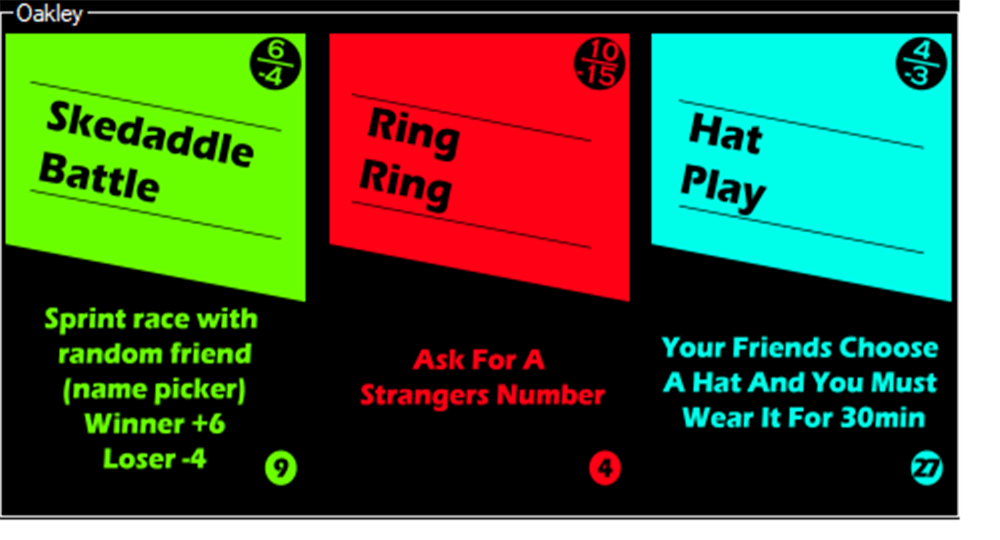 Oakley
6
-4
Skedaddle
Battle
Sprint race with
random friend
(name picker)
Winner +6
Loser -4
9
10
-15
Ring
Ring
Ask For A
Strangers Number
4
4
-3
Hat
Play
Your Friends Choose
A Hat And You Must
Wear It For 30min
27